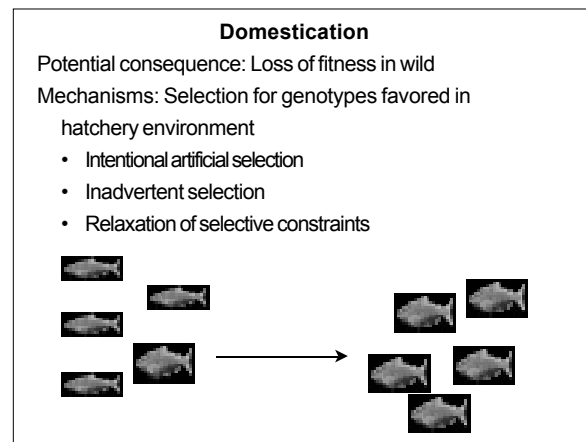 Domestication
Potential consequence: Loss of fitness in wild
Mechanisms: Selection for genotypes favored in
hatchery environment
• Intentional artificial selection
• Inadvertent selection
• Relaxation of selective constraints